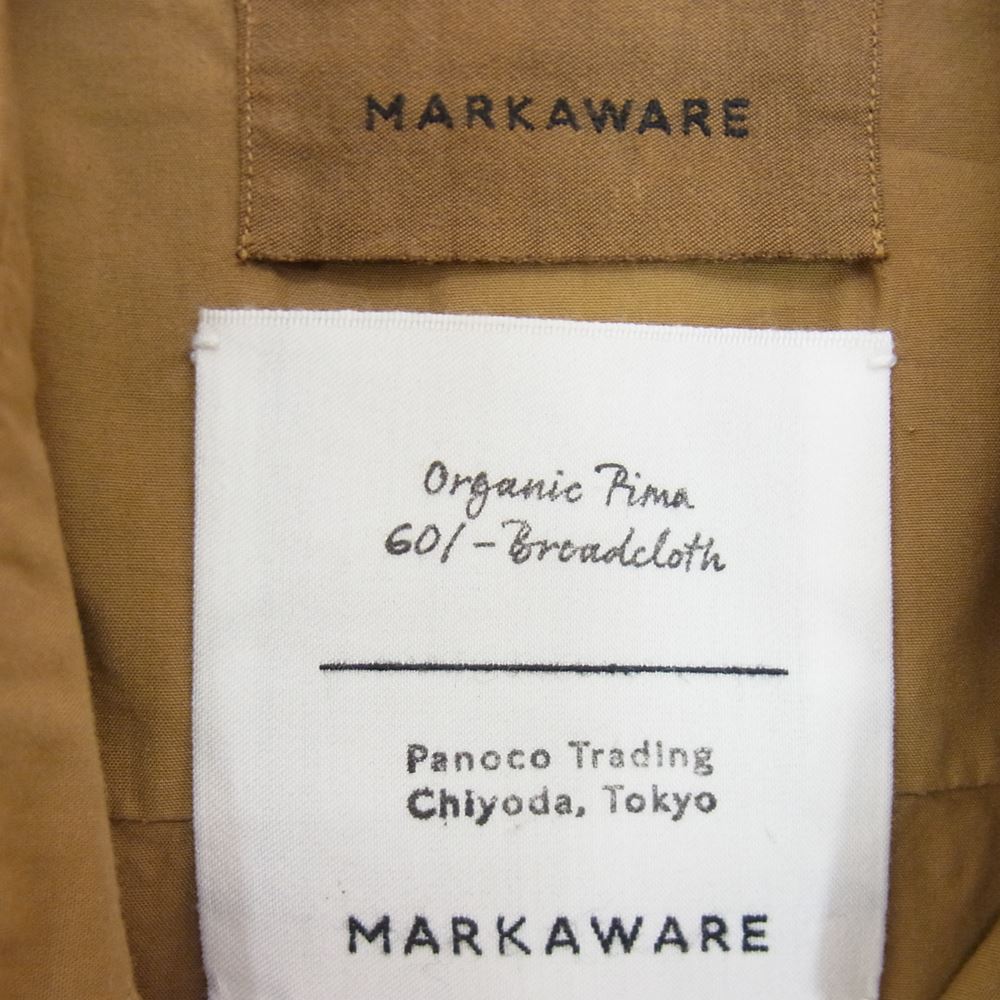 MARKAWARE
Organic Pima
60/-Broadcloth
Panoco Trading
Chiyoda, Tokyo
MARKAWARE